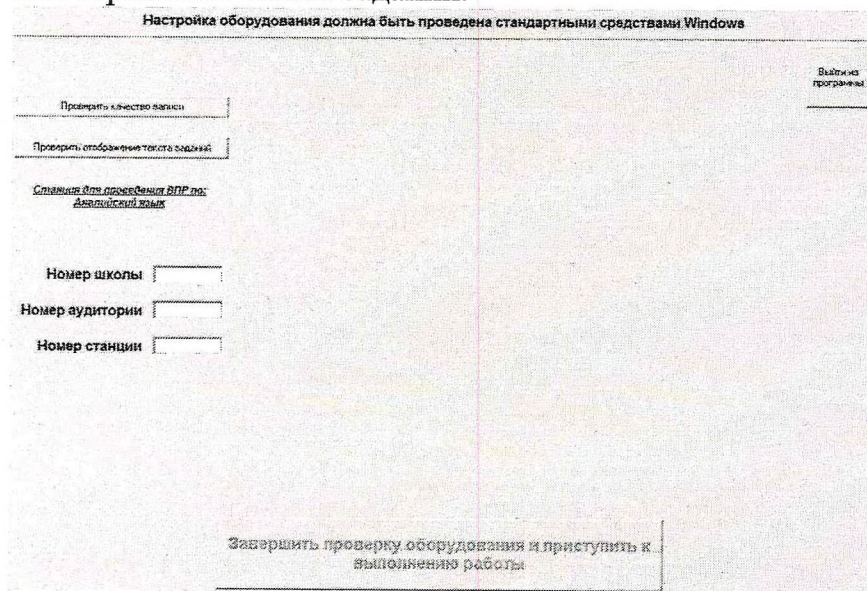 Настройка оборудования должна быть проведена стандартными средствами Windows
Выйти из
программы
Проверить качество записи
Проверить отображение текста заданий
Станция для проведения ВПР по:
Английский язык
Номер школы
Номер аудитории
Номер станции
Завершить проверку оборудования и приступить к
выполнению работы